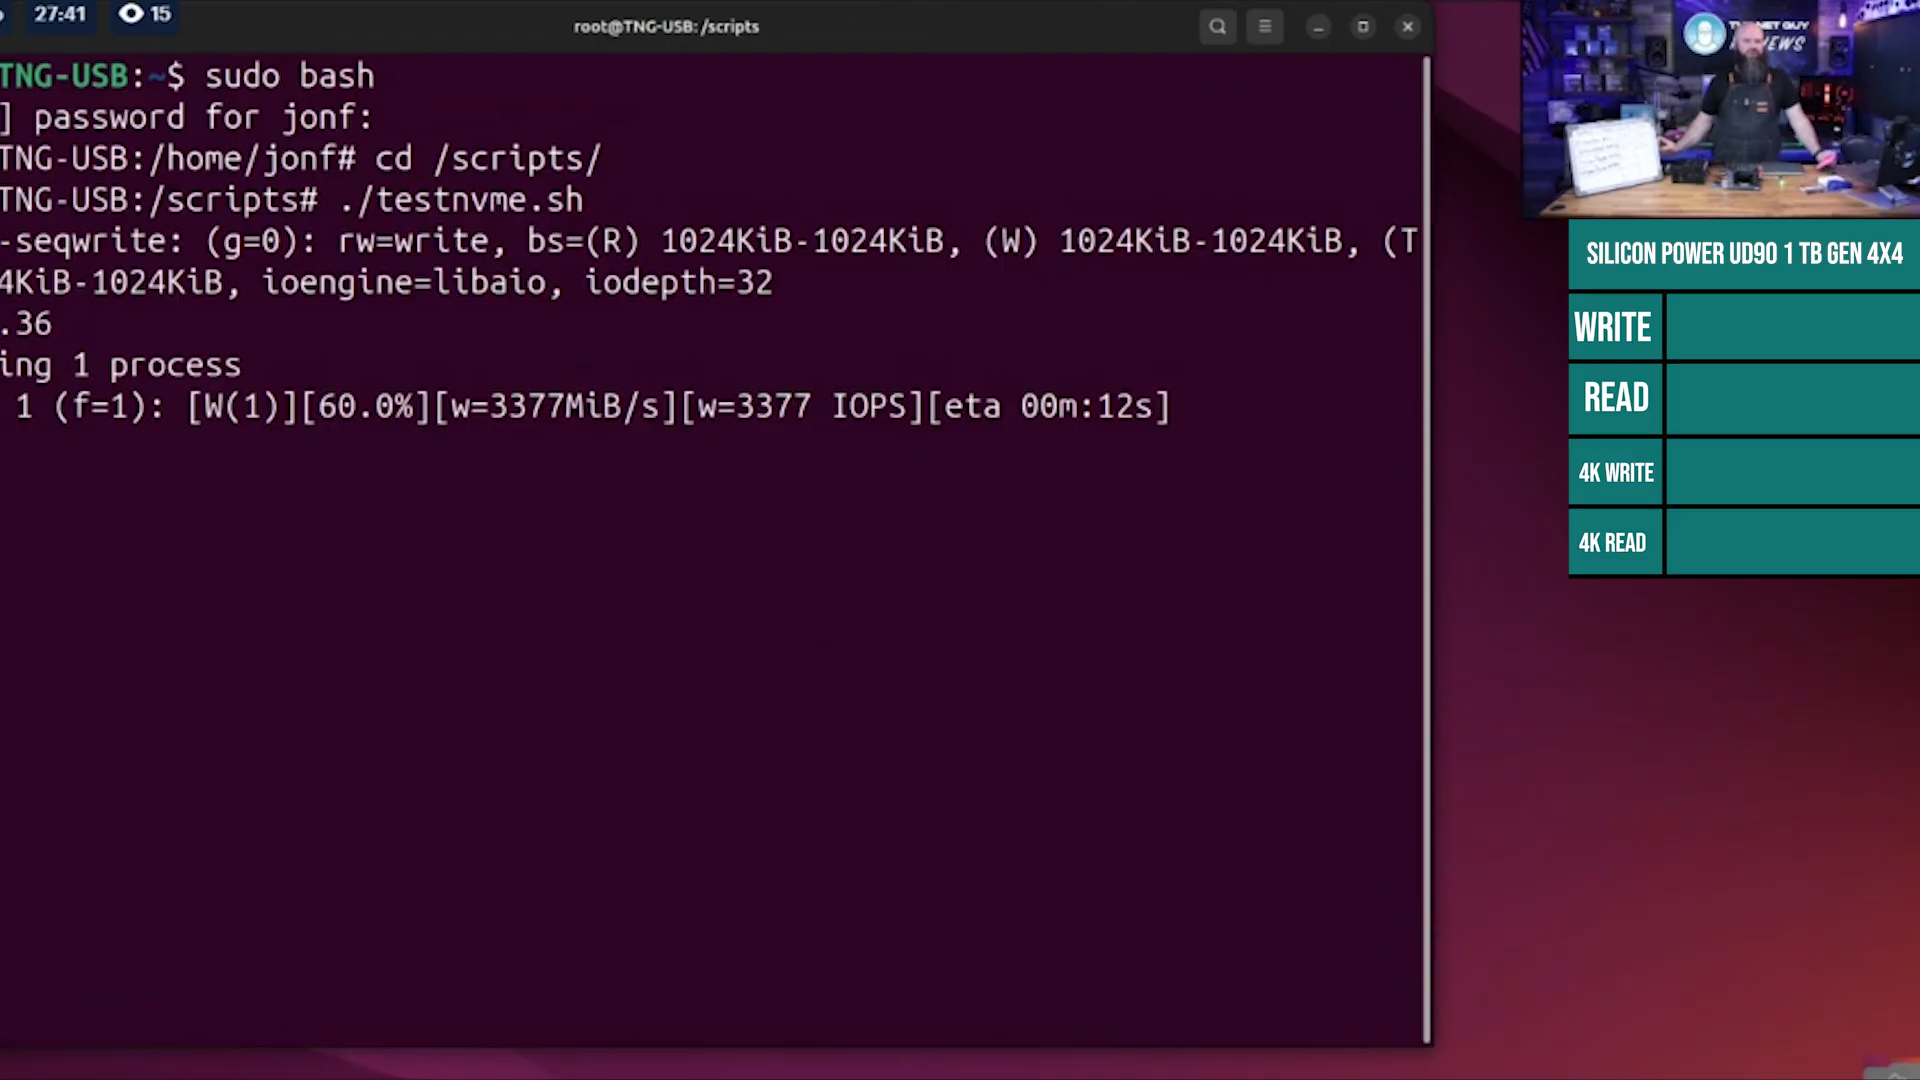 27:41 15
root@TNG-USB: /scripts
TNG-USB:~$ sudo bash
] password for jonf:
TNG-USB:/home/jonf# cd /scripts/
TNG-USB:/scripts# ./testnvme.sh
-seqwrite: (g=0): rw=write, bs=(R) 1024KiB-1024KiB, (W) 1024KiB-1024KiB, (T
4KiB-1024KiB, ioengine=libaio, iodepth=32
.36
ing 1 process
1 (f=1): [W(1)][60.0%][w=3377MiB/s][w=3377 IOPS][eta 00m:12s]
SILICON POWER UD90 1 TB GEN 4X4
WRITE
READ
4K WRITE
4K READ